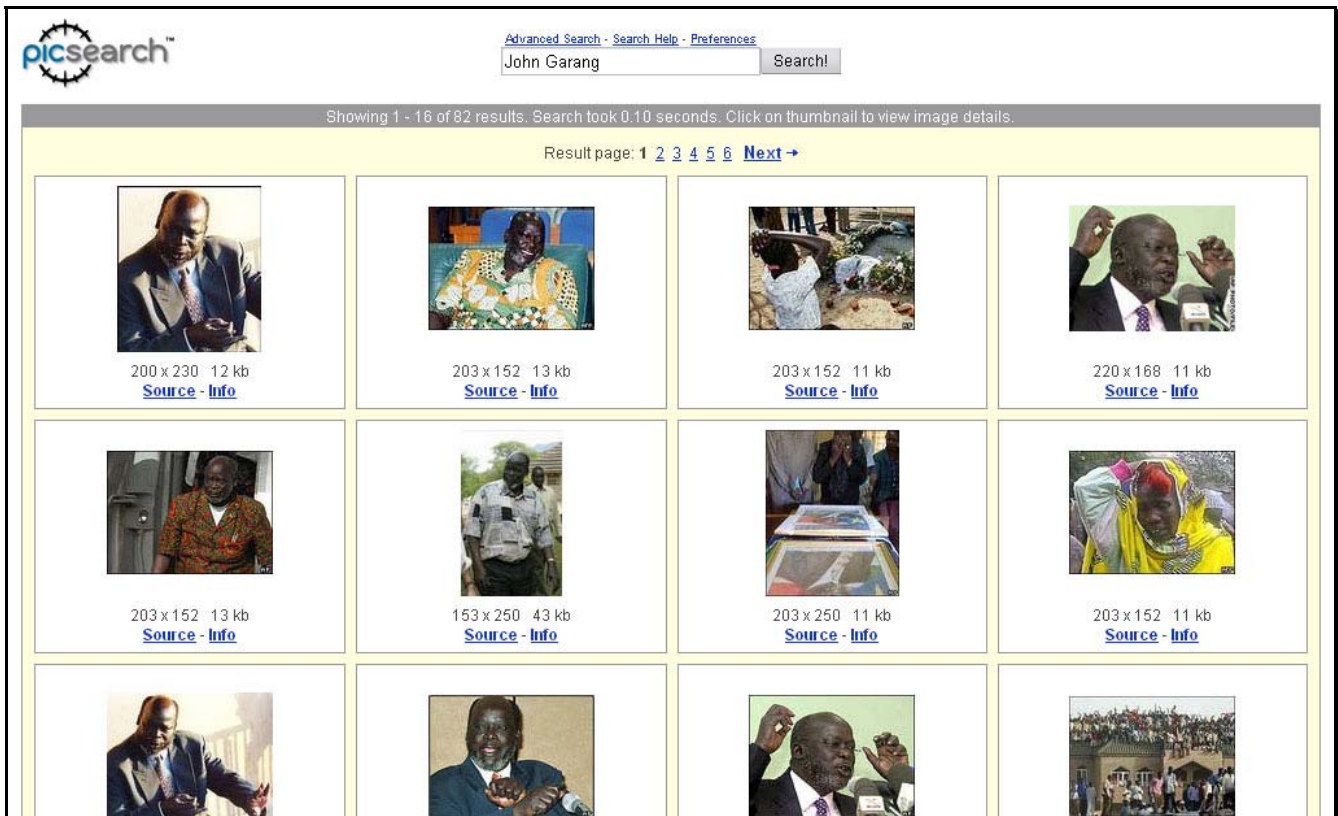 picsearch™
Advanced Search - Search Help - Preferences
John Garang Search!
Showing 1 - 16 of 82 results. Search took 0.10 seconds. Click on thumbnail to view image details.
Result page: 1 2 3 4 5 6 Next →
200 x 230 12 kb
Source - Info
203 x 152 13 kb
Source - Info
203 x 152 11 kb
Source - Info
220 x 168 11 kb
Source - Info
203 x 152 13 kb
Source - Info
153 x 250 43 kb
Source - Info
203 x 250 11 kb
Source - Info
203 x 152 11 kb
Source - Info